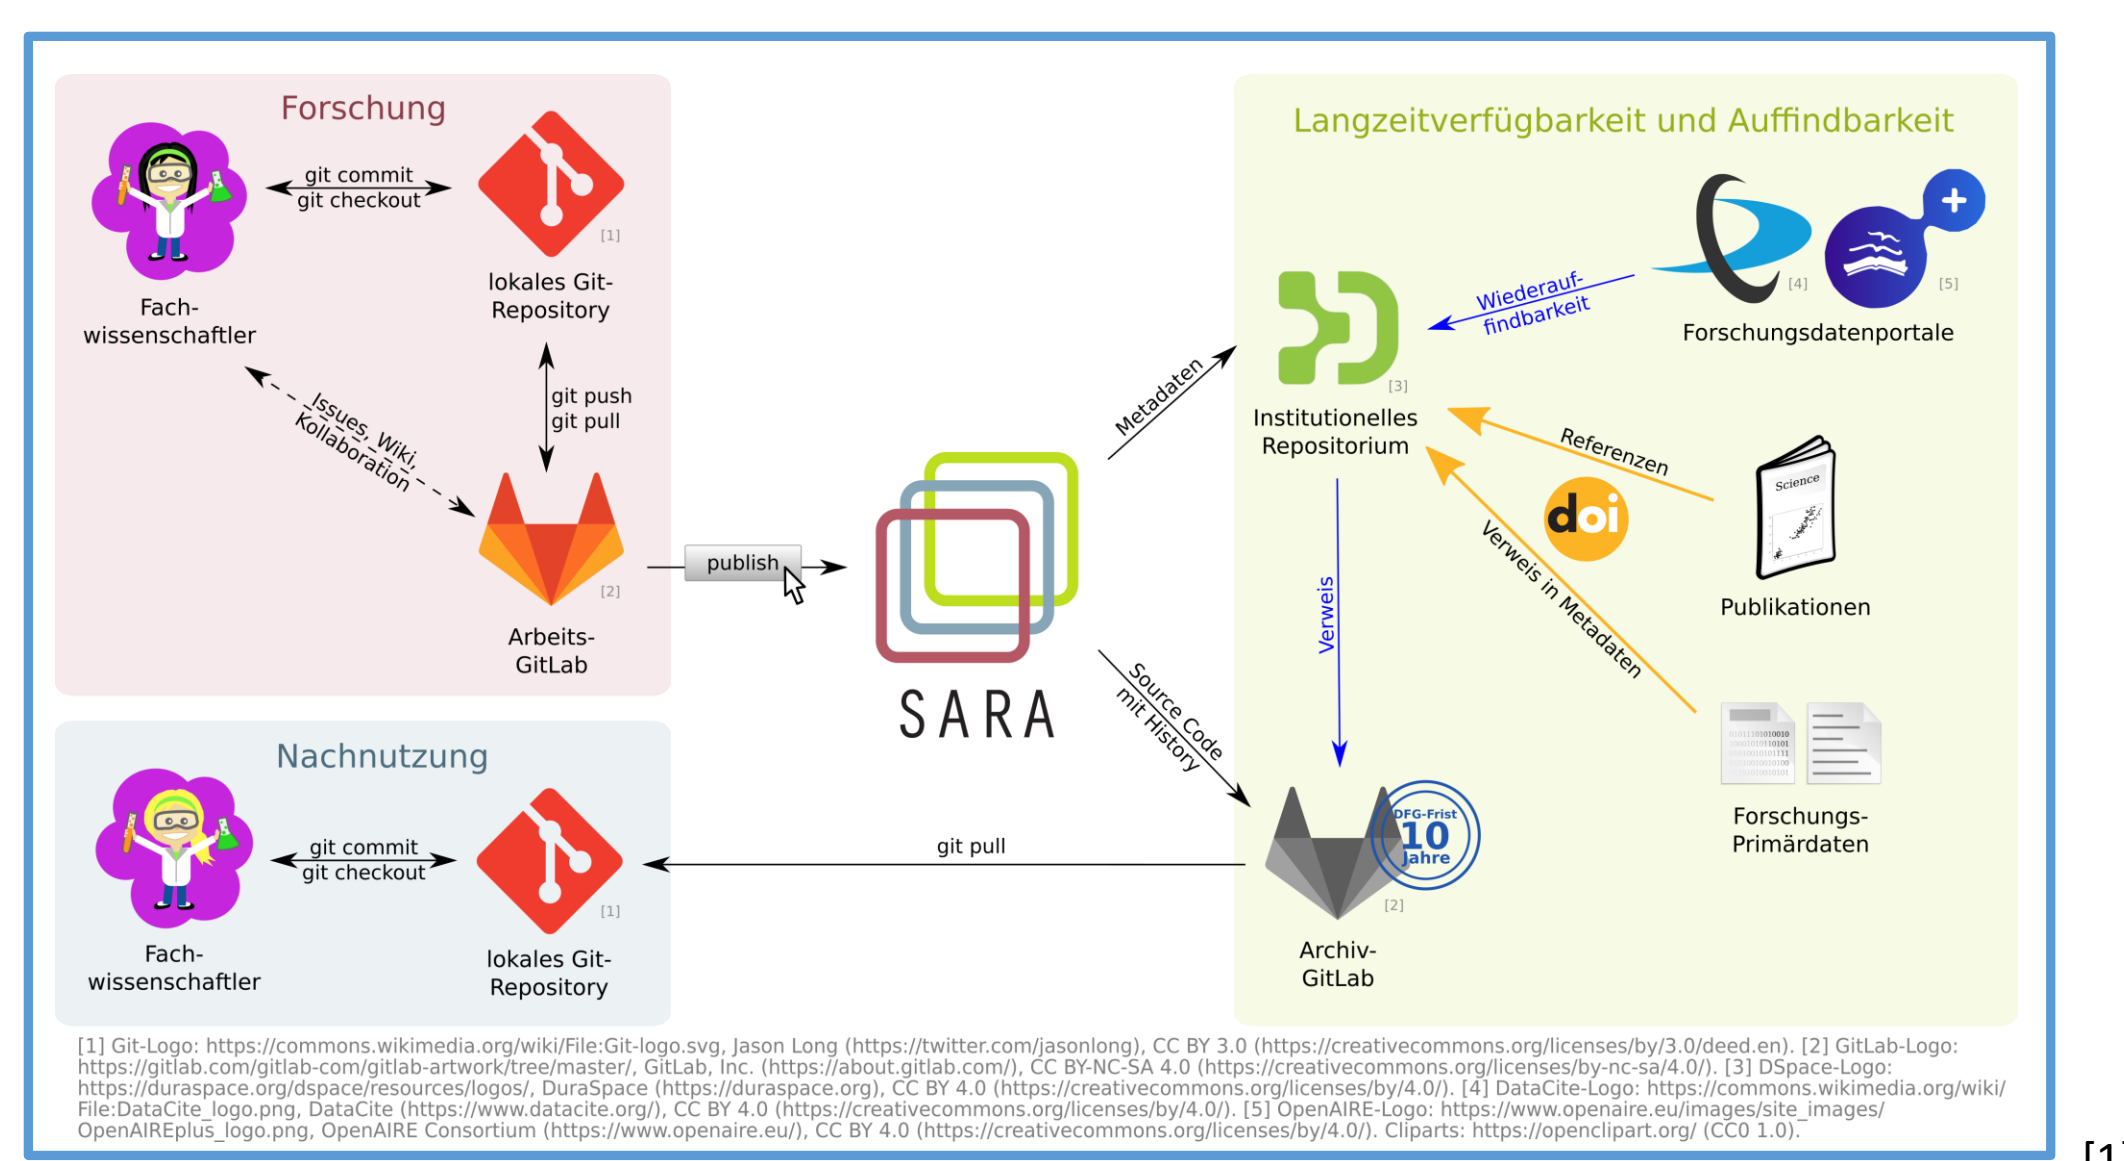 Forschung
git commit
git checkout
[1]
Fach-
wissenschaftler
lokales Git-
Repository
git push
git pull
Issues, Wiki,
Kollaboration
[2]
Arbeits-
GitLab
publish
SARA
Metadaten
Source Code
mit History
Langzeitverfügbarkeit und Auffindbarkeit
Wiederauf-
findbarkeit
[4]
[5]
Forschungsdatenportale
[3]
Institutionelles
Repositorium
Referenzen
doi
Science
Publikationen
Verweis in Metadaten
Verweis
Forschungs-
Primärdaten
DFG-Frist
10
Jahre
[2]
Archiv-
GitLab
Nachnutzung
git commit
git checkout
[1]
git pull
Fach-
wissenschaftler
lokales Git-
Repository
[1] Git-Logo: https://commons.wikimedia.org/wiki/File:Git-logo.svg, Jason Long (https://twitter.com/jasonlong), CC BY 3.0 (https://creativecommons.org/licenses/by/3.0/deed.en). [2] GitLab-Logo:
https://gitlab.com/gitlab-com/gitlab-artwork/tree/master/, GitLab, Inc. (https://about.gitlab.com/), CC BY-NC-SA 4.0 (https://creativecommons.org/licenses/by-nc-sa/4.0/). [3] DSpace-Logo:
https://duraspace.org/dspace/resources/logos/, DuraSpace (https://duraspace.org), CC BY 4.0 (https://creativecommons.org/licenses/by/4.0/). [4] DataCite-Logo: https://commons.wikimedia.org/wiki/
File:DataCite_logo.png, DataCite (https://www.datacite.org/), CC BY 4.0 (https://creativecommons.org/licenses/by/4.0/). [5] OpenAIRE-Logo: https://www.openaire.eu/images/site_images/
OpenAIREplus_logo.png, OpenAIRE Consortium (https://www.openaire.eu/), CC BY 4.0 (https://creativecommons.org/licenses/by/4.0/). Cliparts: https://openclipart.org/ (CC0 1.0).